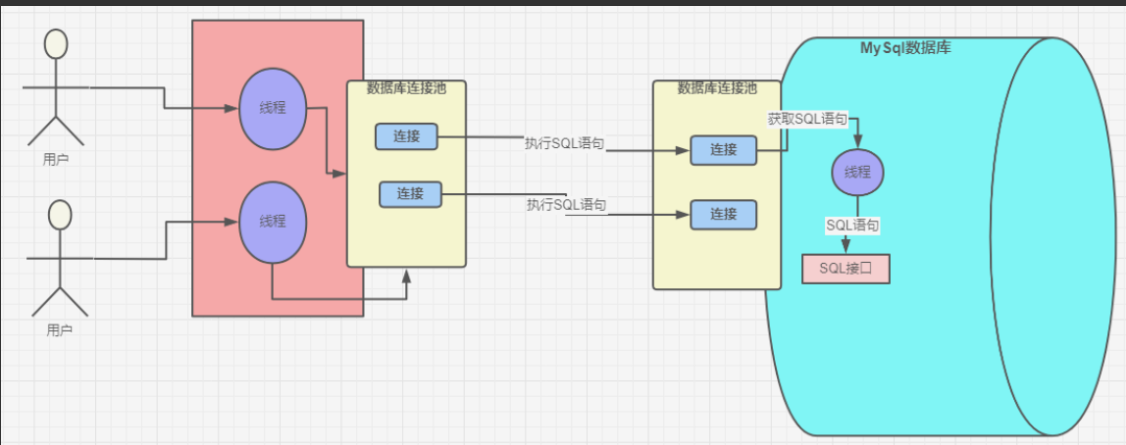 用户
用户
线程
线程
数据库连接池
连接
连接
执行SQL语句
执行SQL语句
数据库连接池
连接
连接
MySql数据库
获取SQL语句
线程
SQL语句
SQL接口